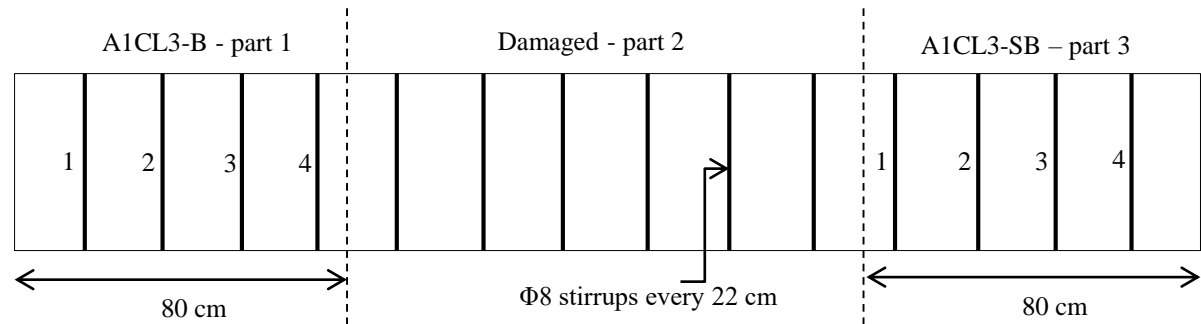 A1CL3-B - part 1
Damaged - part 2
A1CL3-SB – part 3
1 2 3 4
1 2 3 4
Φ8 stirrups every 22 cm
80 cm
80 cm